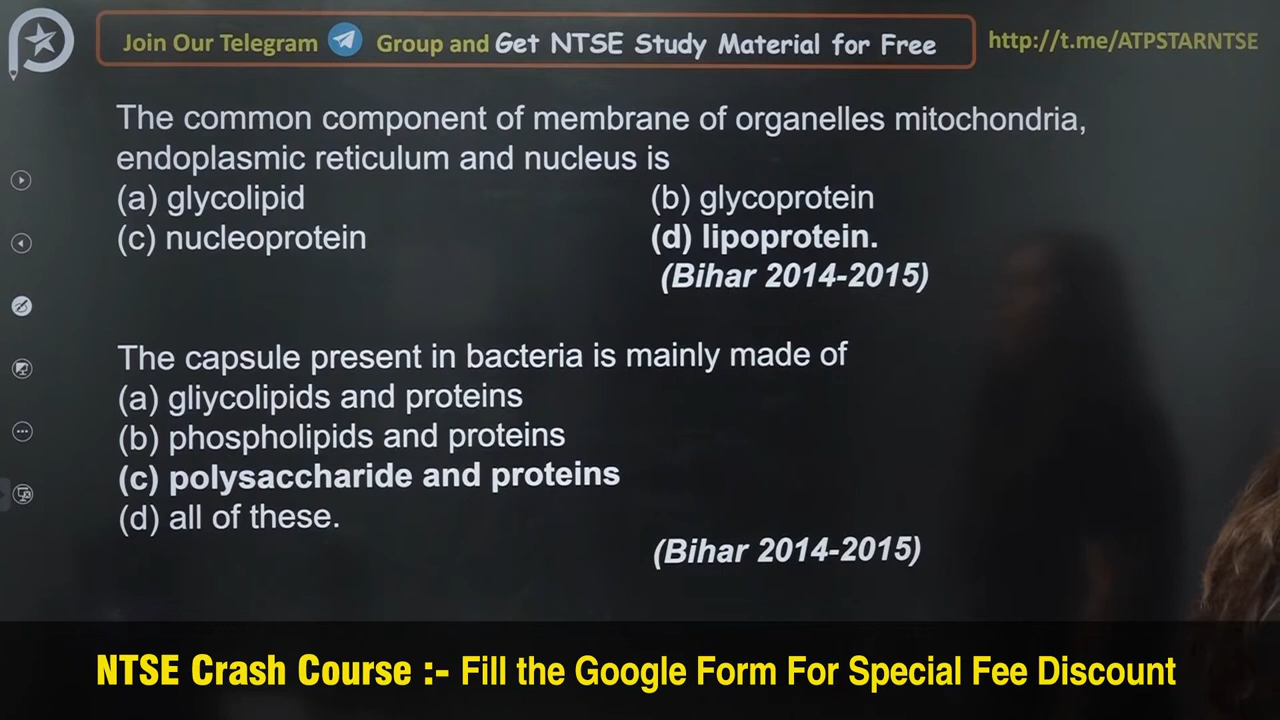 Join Our Telegram Group and Get NTSE Study Material for Free
http://t.me/ATPSTARNTSE
The common component of membrane of organelles mitochondria,
endoplasmic reticulum and nucleus is
(a) glycolipid (b) glycoprotein
(c) nucleoprotein (d) lipoprotein.
(Bihar 2014-2015)
The capsule present in bacteria is mainly made of
(a) gliycolipids and proteins
(b) phospholipids and proteins
(c) polysaccharide and proteins
(d) all of these.
(Bihar 2014-2015)
NTSE Crash Course :- Fill the Google Form For Special Fee Discount